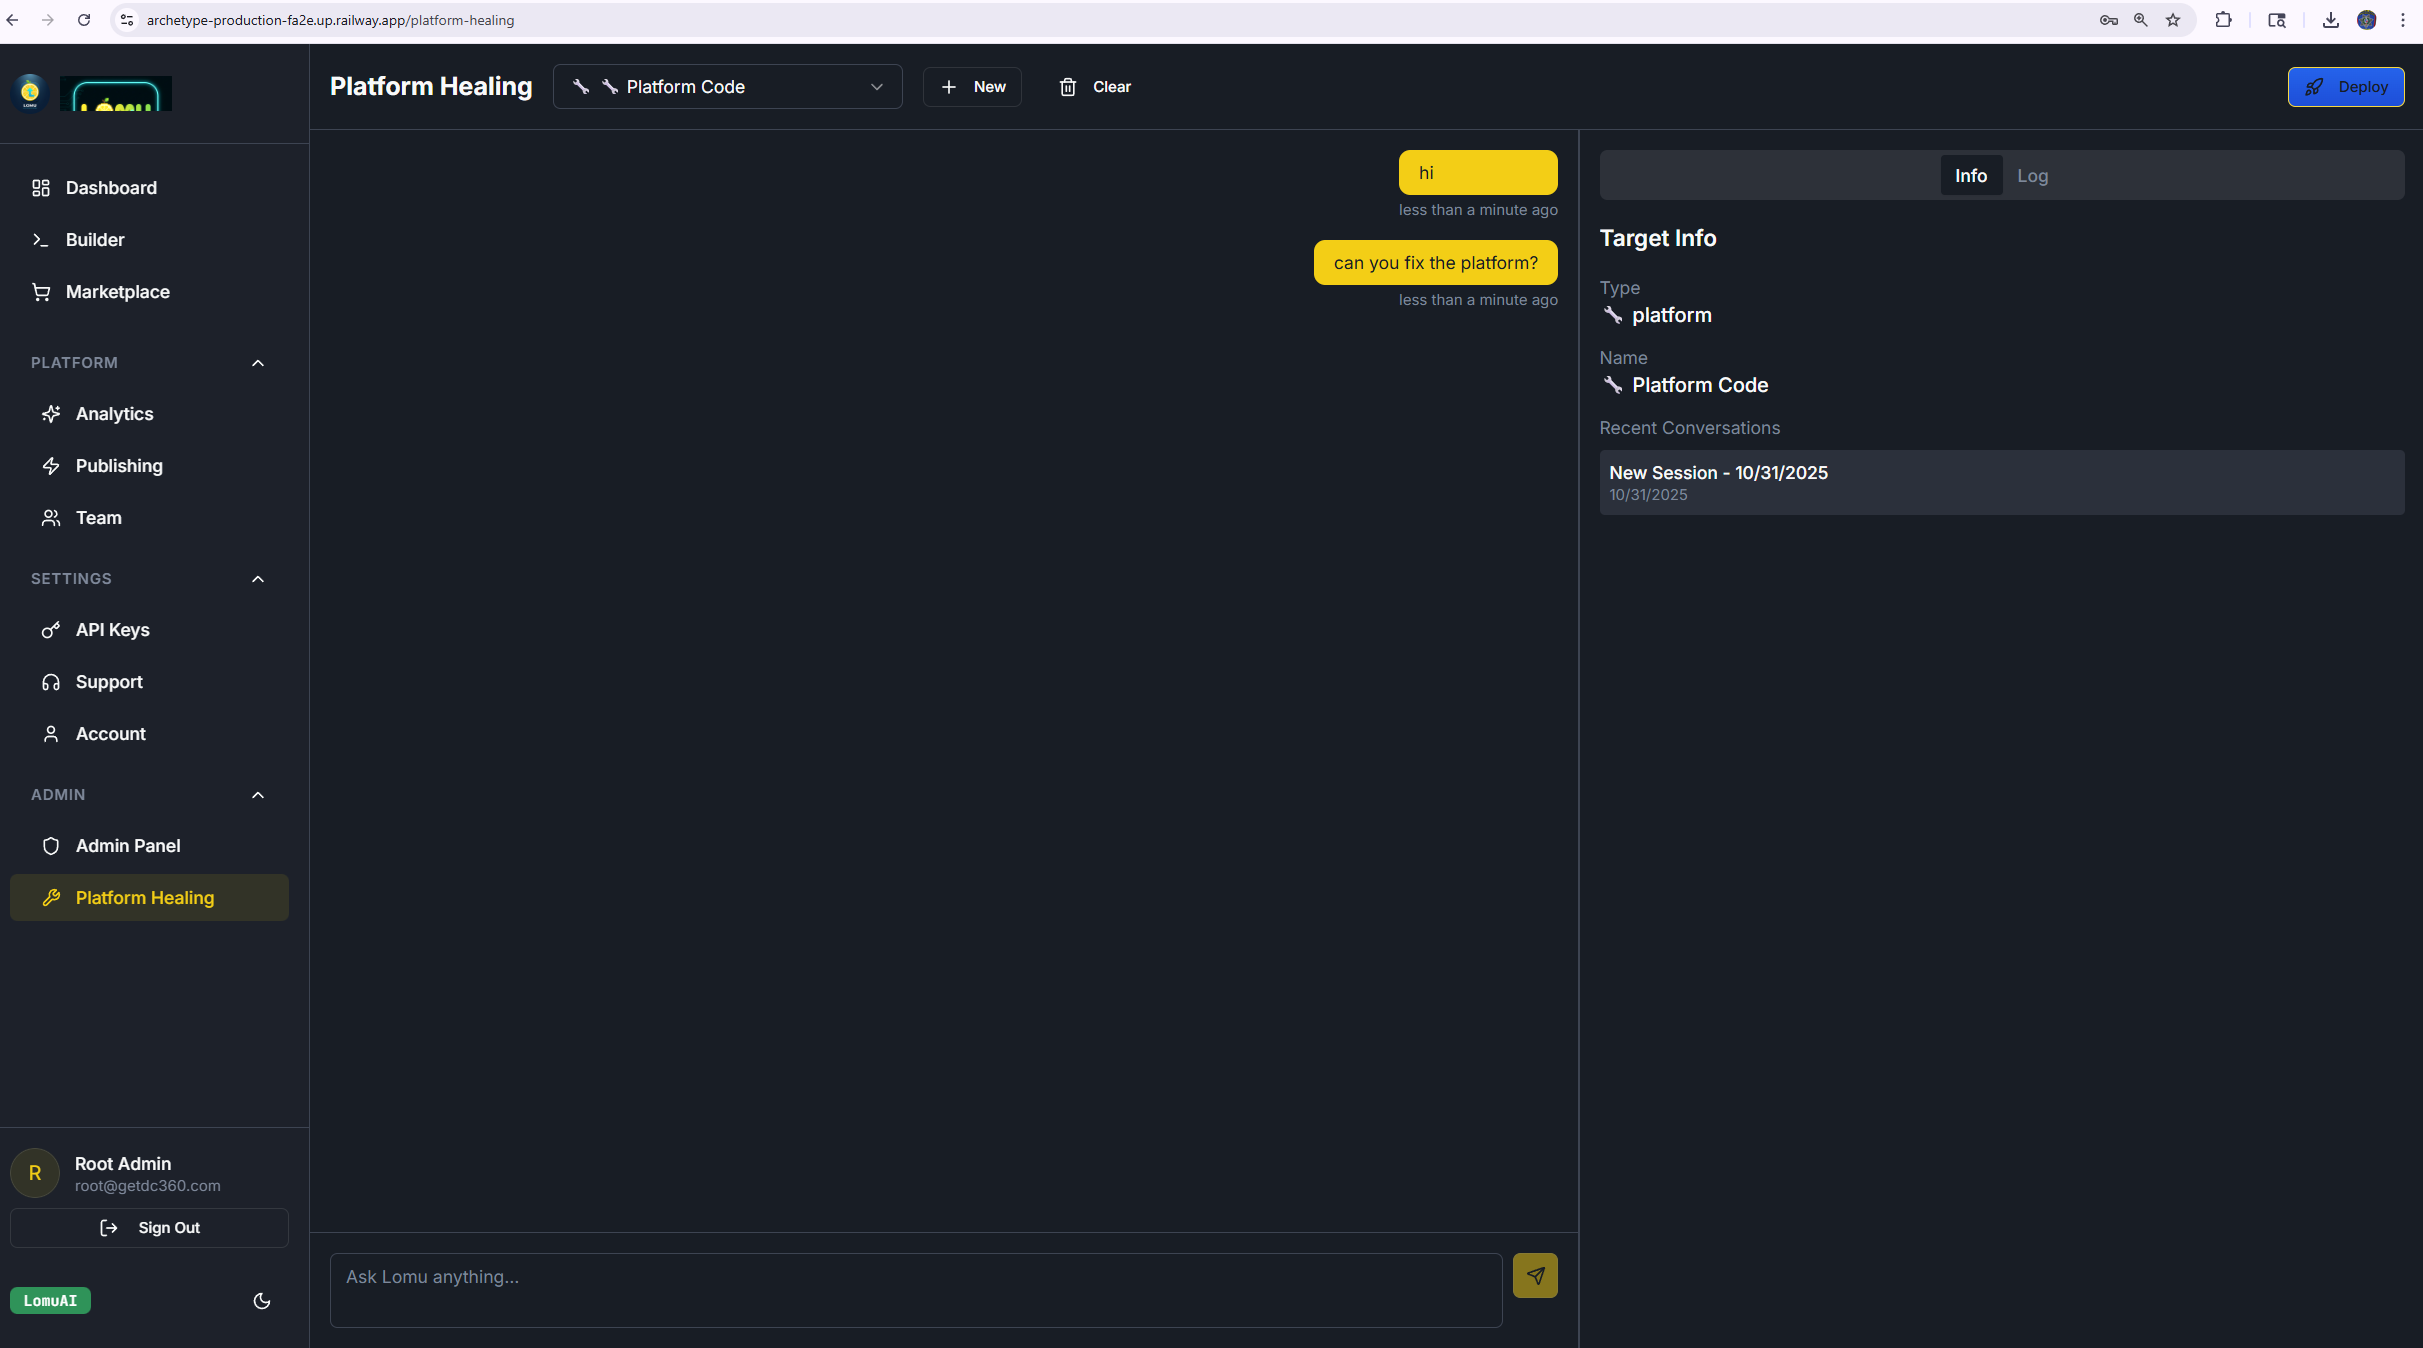 archetype-production-fa2e.up.railway.app/platform-healing
LOMU
LOMU
Platform Healing
Platform Code
New
Clear
Deploy
Dashboard
Builder
Marketplace
PLATFORM
Analytics
Publishing
Team
SETTINGS
API Keys
Support
Account
ADMIN
Admin Panel
Platform Healing
R
Root Admin
root@getdc360.com
Sign Out
LomuAI
hi
less than a minute ago
can you fix the platform?
less than a minute ago
Ask Lomu anything...
Info
Log
Target Info
Type
platform
Name
Platform Code
Recent Conversations
New Session - 10/31/2025
10/31/2025